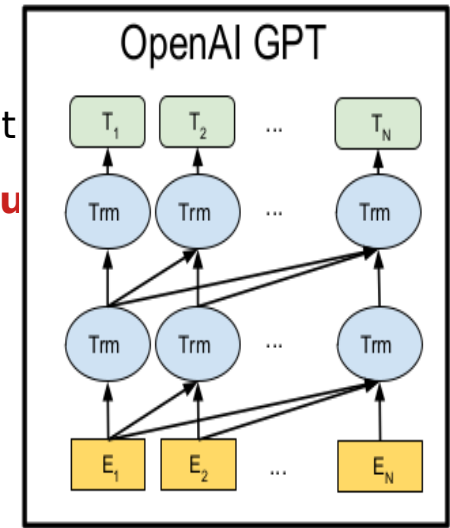 OpenAI GPT
T1 T2 ... TN
t
u
Trm Trm ... Trm
Trm Trm ... Trm
E1 E2 ... EN